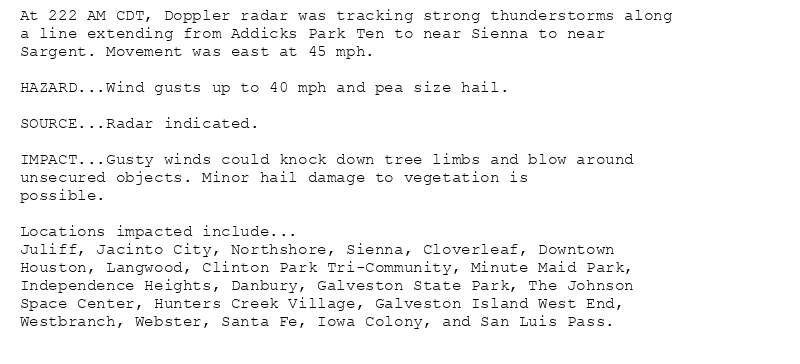 At 222 AM CDT, Doppler radar was tracking strong thunderstorms along
a line extending from Addicks Park Ten to near Sienna to near
Sargent. Movement was east at 45 mph.
HAZARD...Wind gusts up to 40 mph and pea size hail.
SOURCE...Radar indicated.
IMPACT...Gusty winds could knock down tree limbs and blow around
unsecured objects. Minor hail damage to vegetation is
possible.
Locations impacted include...
Juliff, Jacinto City, Northshore, Sienna, Cloverleaf, Downtown
Houston, Langwood, Clinton Park Tri-Community, Minute Maid Park,
Independence Heights, Danbury, Galveston State Park, The Johnson
Space Center, Hunters Creek Village, Galveston Island West End,
Westbranch, Webster, Santa Fe, Iowa Colony, and San Luis Pass.